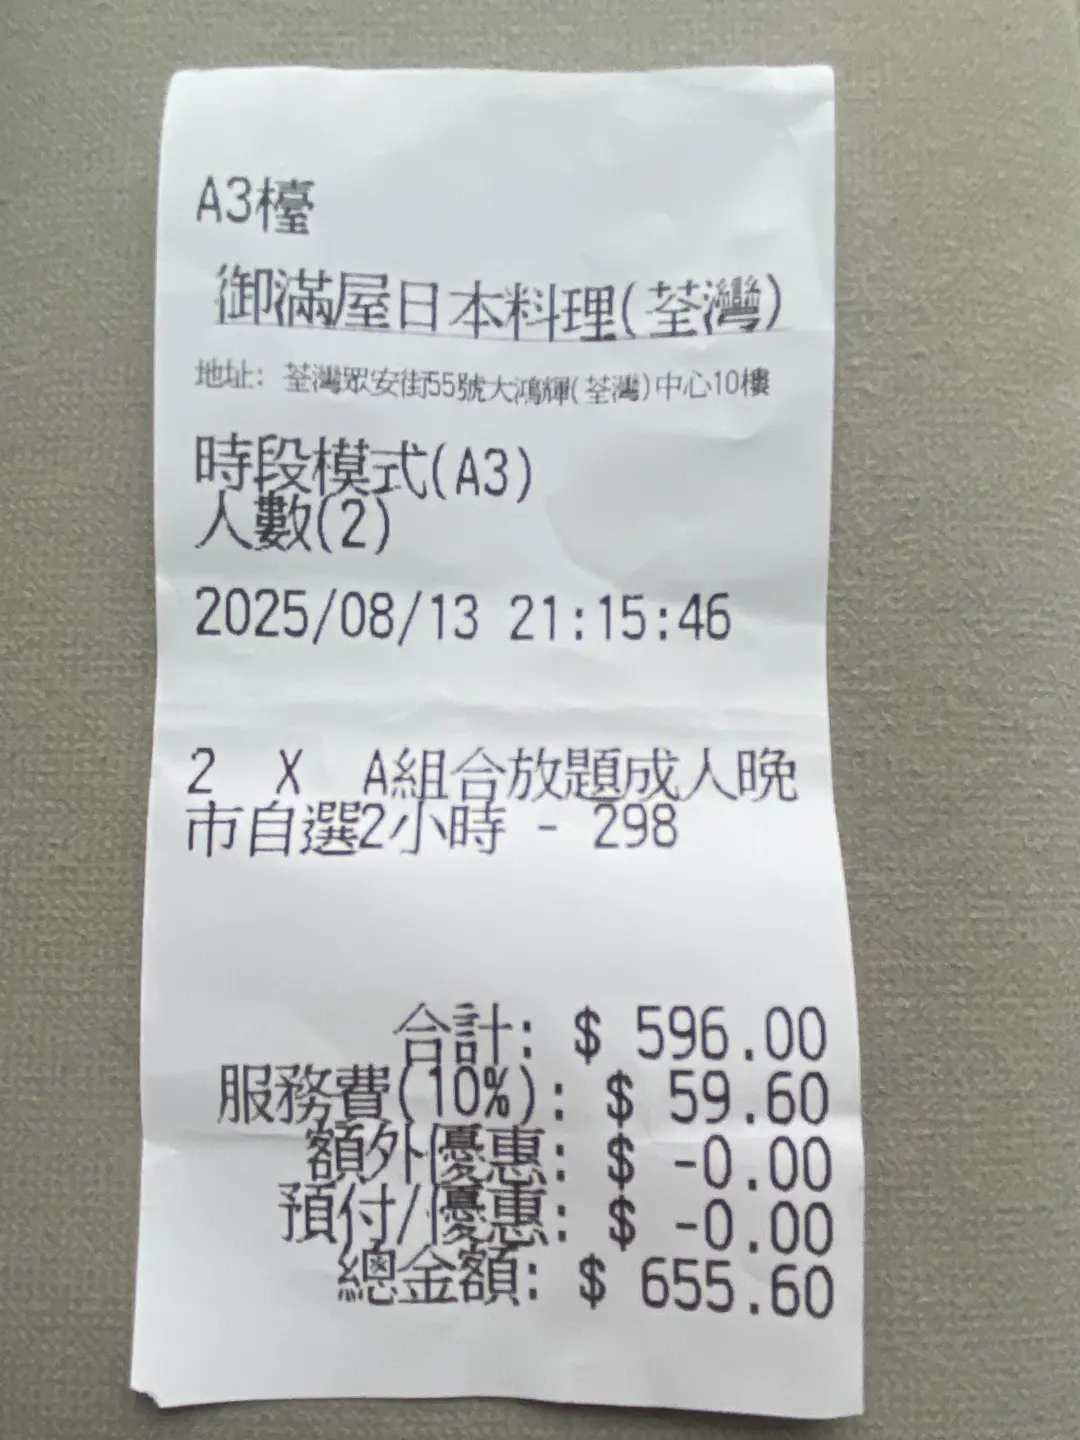 A3檯
御滿屋日本料理(荃灣)
地址: 荃灣眾安街55號大鴻輝(荃灣)中心10樓
時段模式(A3)
人數(2)
2025/08/13 21:15:46
2 X A組合放題成人晚
市自選2小時 - 298
合計: $ 596.00
服務費(10%): $ 59.60
額外優惠: $ -0.00
預付/優惠: $ -0.00
總金額: $ 655.60